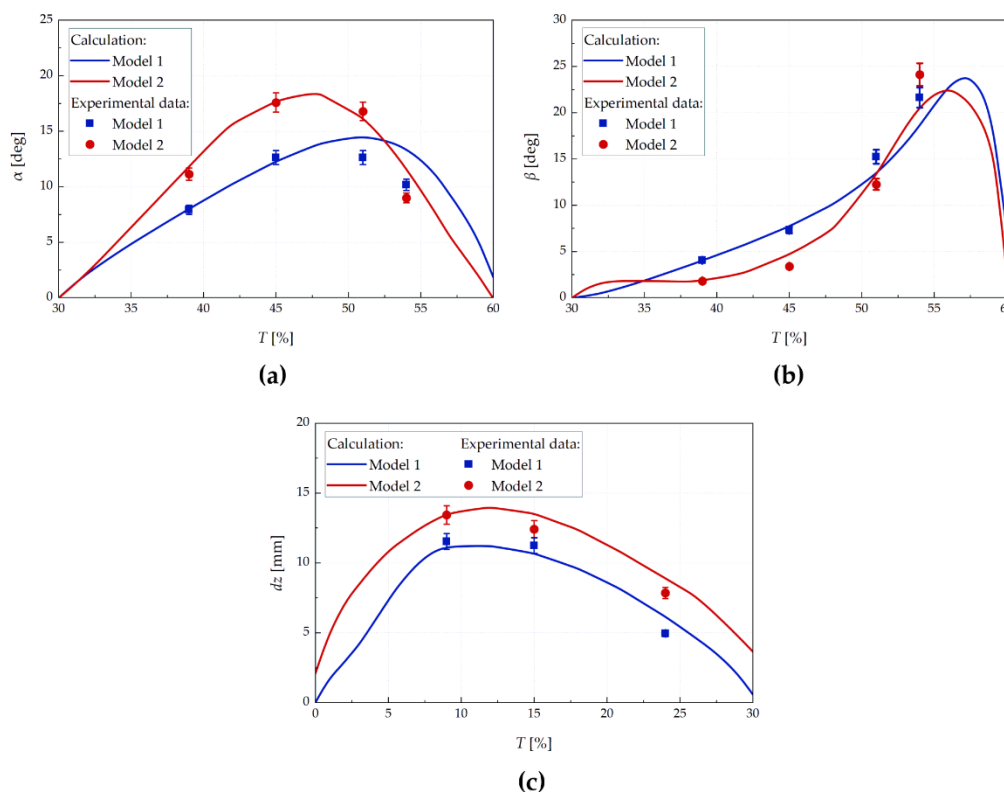 α [deg]
25
20
15
10
5
0
Calculation:
Model 1
Model 2
Experimental data:
Model 1
Model 2
30 35 40 45 50 55 60
T [%]
(a)
β [deg]
30
25
20
15
10
5
0
Calculation:
Model 1
Model 2
Experimental data:
Model 1
Model 2
30 35 40 45 50 55
T [%]
(b)
dz [mm]
20
15
10
5
0
Calculation: Experimental data:
Model 1 Model 1
Model 2 Model 2
0 5 10 15 20 25 30
T [%]
(c)